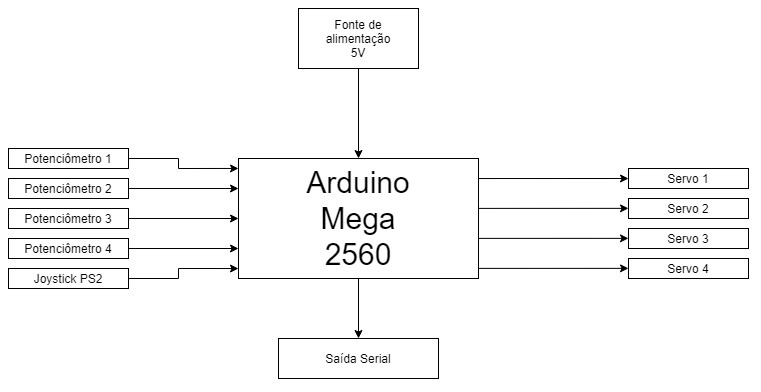 Fonte de
alimentação
5V
Potenciômetro 1
Potenciômetro 2
Potenciômetro 3
Potenciômetro 4
Joystick PS2
Arduino
Mega
2560
Servo 1
Servo 2
Servo 3
Servo 4
Saída Serial